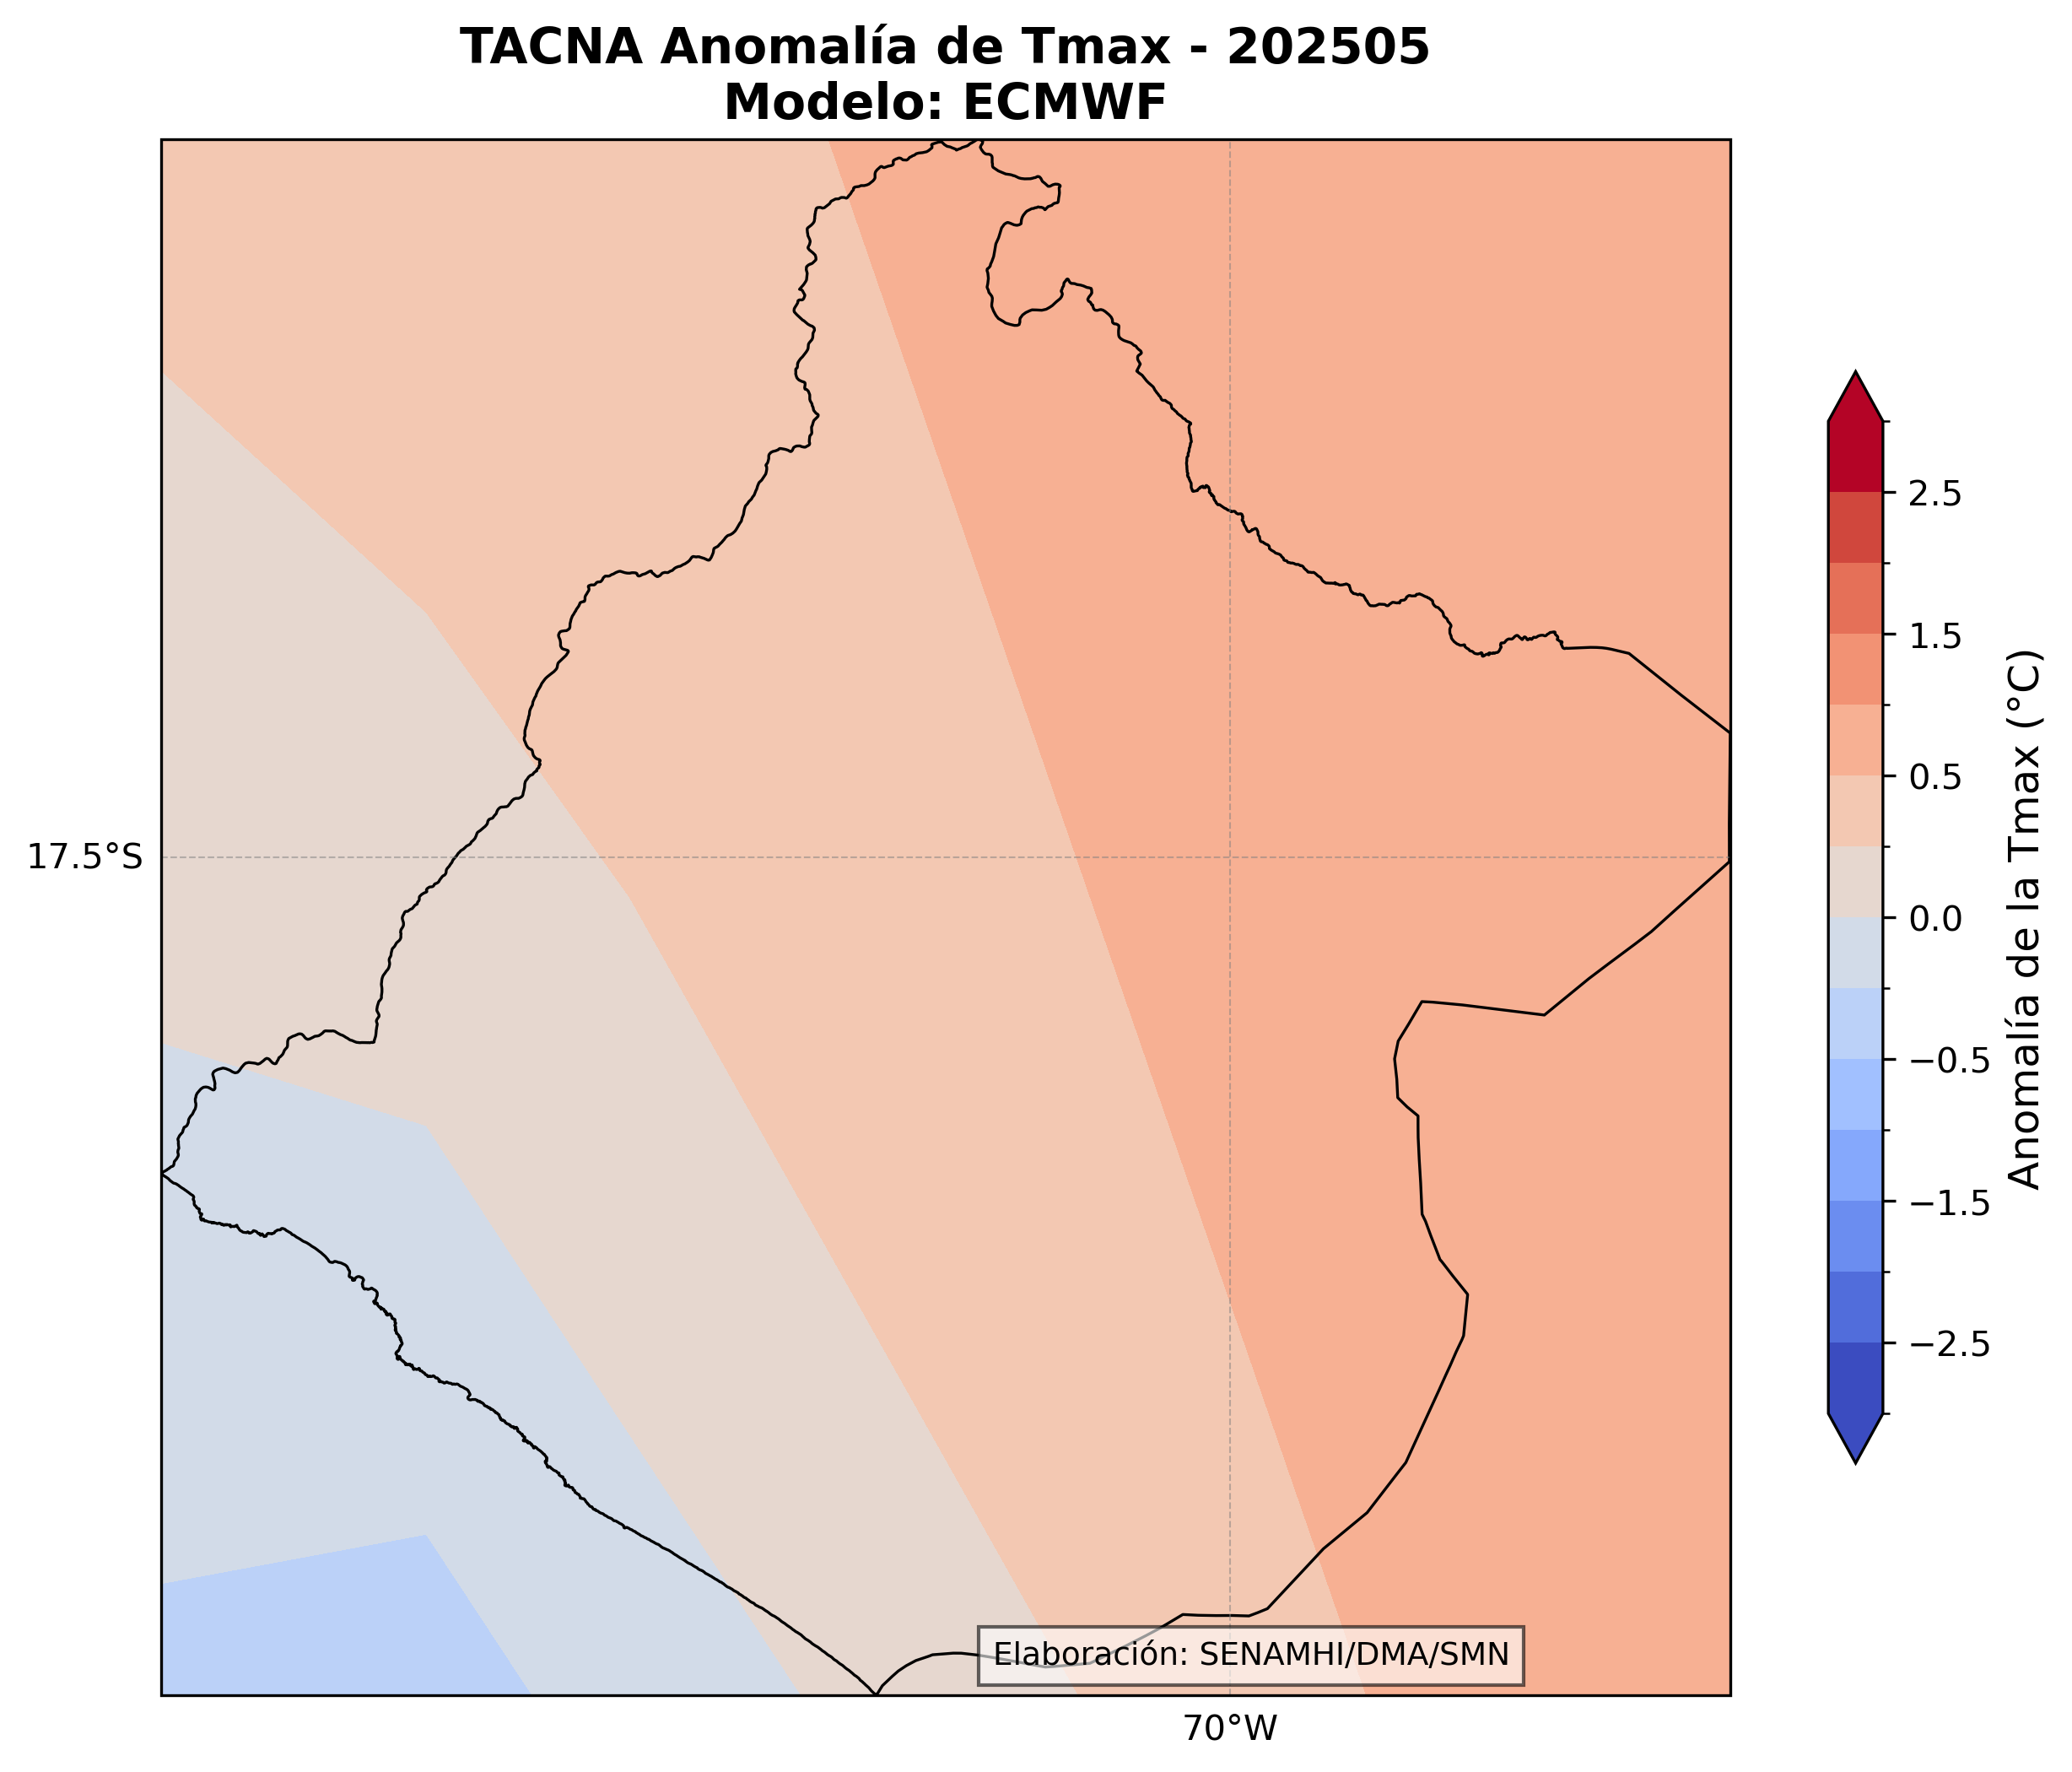 TACNA Anomalía de Tmax - 202505
Modelo: ECMWF
2.5
1.5
0.5
0.0
−0.5
−1.5
−2.5
Anomalía de la Tmax (°C)
17.5°S
Elaboración: SENAMHI/DMA/SMN
70°W